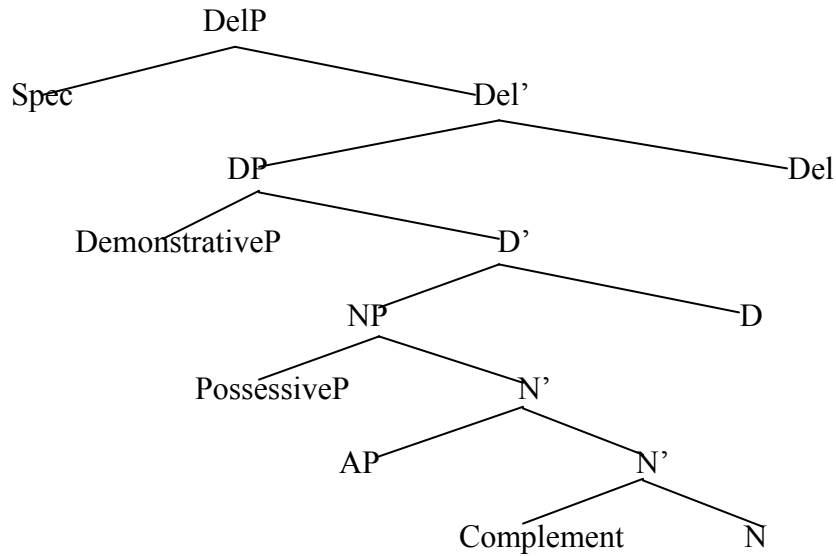 DelP
Spec Del’
DP Del
DemonstrativeP D’
NP D
PossessiveP N’
AP N’
Complement N